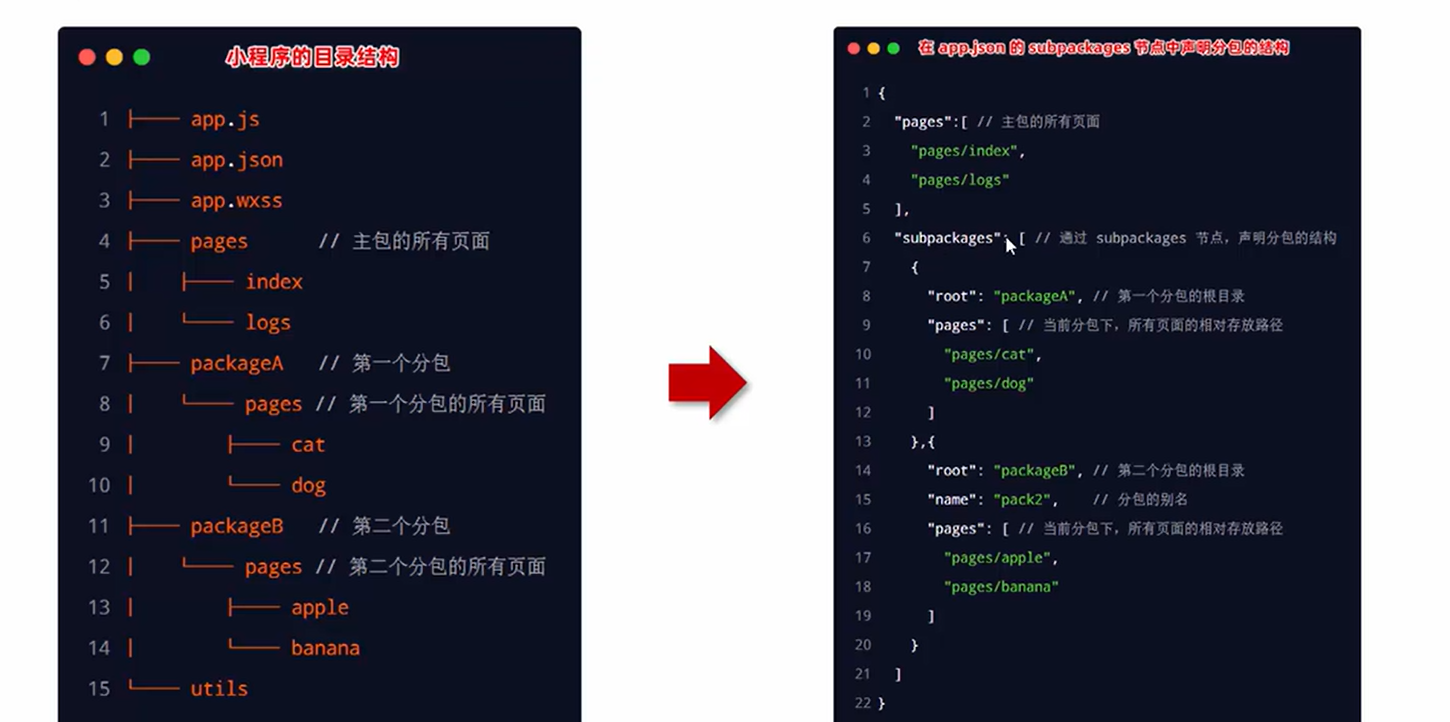 小程序的目录结构
1 ├── app.js
2 ├── app.json
3 ├── app.wxss
4 ├── pages // 主包的所有页面
5 │ ├── index
6 │ └── logs
7 ├── packageA // 第一个分包
8 │ └── pages // 第一个分包的所有页面
9 │ ├── cat
10 │ └── dog
11 ├── packageB // 第二个分包
12 │ └── pages // 第二个分包的所有页面
13 │ ├── apple
14 │ └── banana
15 └── utils
在 app.json 的 subpackages 节点中声明分包的结构
1 {
2 "pages":[ // 主包的所有页面
3 "pages/index",
4 "pages/logs"
5 ],
6 "subpackages": [ // 通过 subpackages 节点，声明分包的结构
7 {
8 "root": "packageA", // 第一个分包的根目录
9 "pages": [ // 当前分包下，所有页面的相对存放路径
10 "pages/cat",
11 "pages/dog"
12 ]
13 },{
14 "root": "packageB", // 第二个分包的根目录
15 "name": "pack2", // 分包的别名
16 "pages": [ // 当前分包下，所有页面的相对存放路径
17 "pages/apple",
18 "pages/banana"
19 ]
20 }
21 ]
22 }